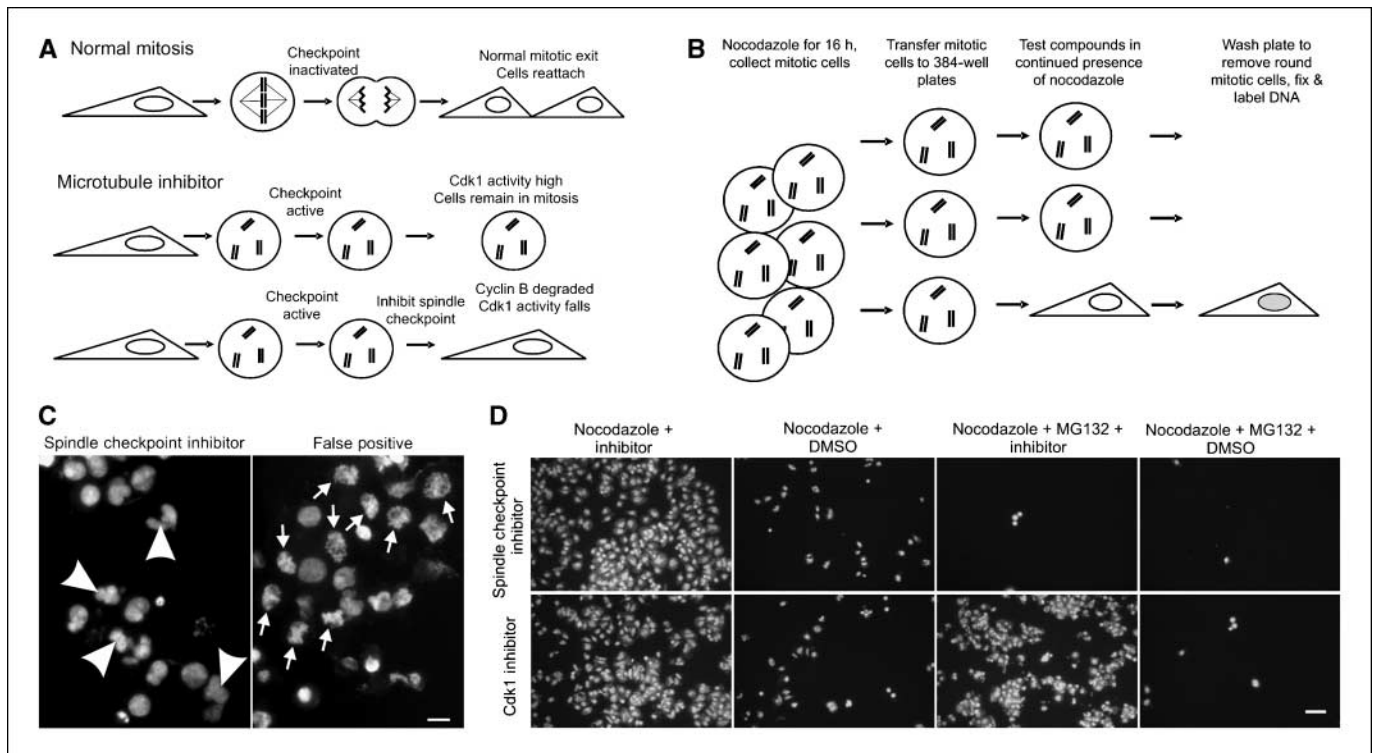 A
Normal mitosis
Checkpoint
inactivated
Normal mitotic exit
Cells reattach
Microtubule inhibitor
Checkpoint
active
Cdk1 activity high
Cells remain in mitosis
Checkpoint
active
Inhibit spindle
checkpoint
Cyclin B degraded
Cdk1 activity falls
B
Nocodazole for 16 h,
collect mitotic cells
Transfer mitotic
cells to 384-well
plates
Test compounds in
continued presence
of nocodazole
Wash plate to
remove round
mitotic cells, fix &
label DNA
C
Spindle checkpoint inhibitor
False positive
D
Nocodazole +
inhibitor
Nocodazole +
DMSO
Nocodazole + MG132 +
inhibitor
Nocodazole + MG132 +
DMSO
Spindle checkpoint
inhibitor
Cdk1 inhibitor